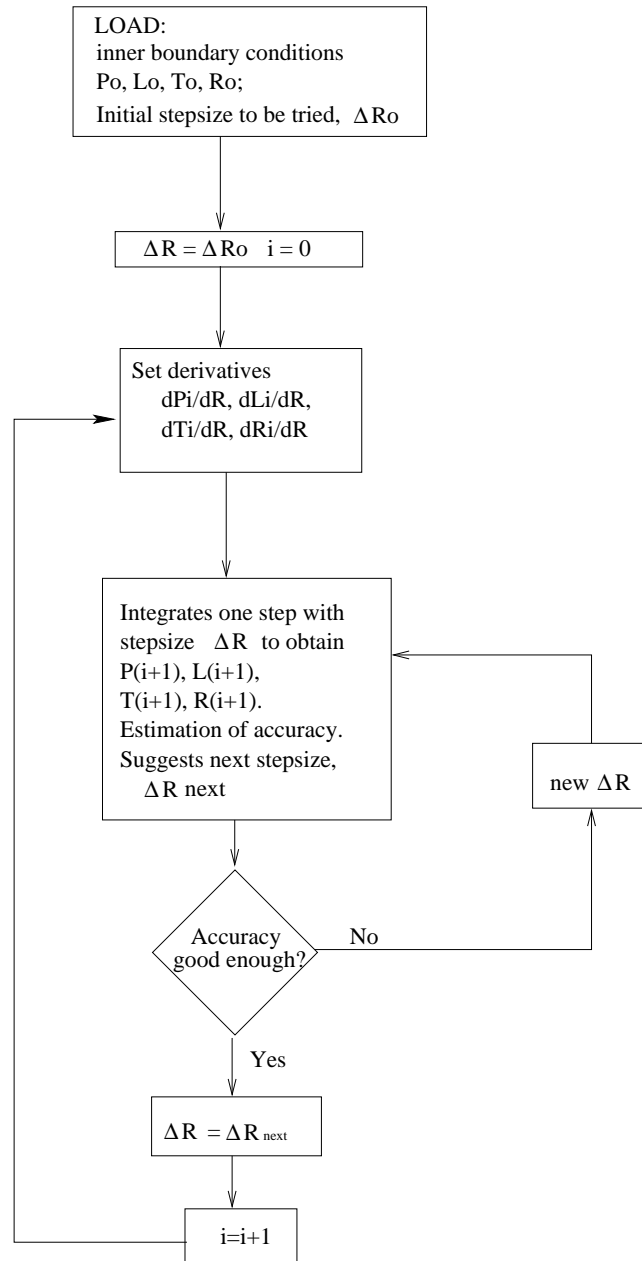 LOAD:
inner boundary conditions
Po, Lo, To, Ro;
Initial stepsize to be tried, ΔRo
ΔR = ΔRo i = 0
Set derivatives
dPi/dR, dLi/dR,
dTi/dR, dRi/dR
Integrates one step with
stepsize ΔR to obtain
P(i+1), L(i+1),
T(i+1), R(i+1).
Estimation of accuracy.
Suggests next stepsize,
ΔR next
new ΔR
Accuracy
good enough?
No
Yes
ΔR = ΔR next
i=i+1